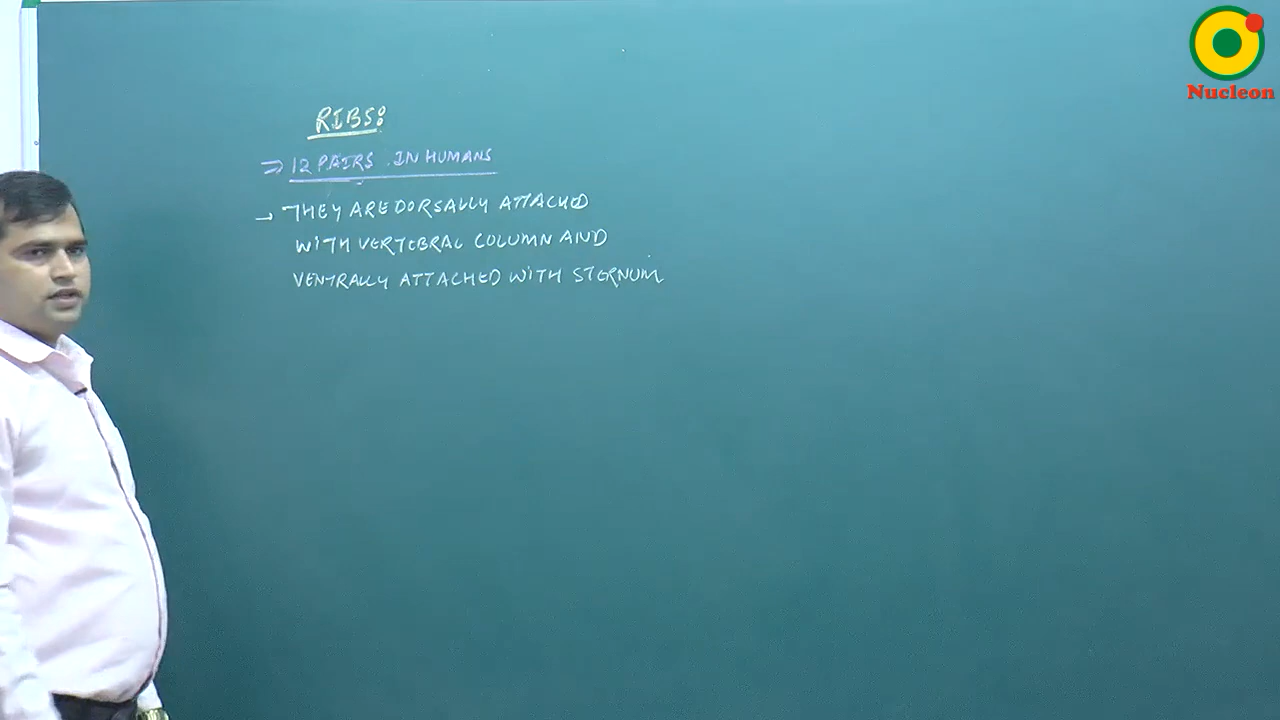 RIBS:
⇒ 12 PAIRS IN HUMANS
→ THEY ARE DORSALLY ATTACHED
WITH VERTEBRAL COLUMN AND
VENTRALLY ATTACHED WITH STERNUM
Nucleon